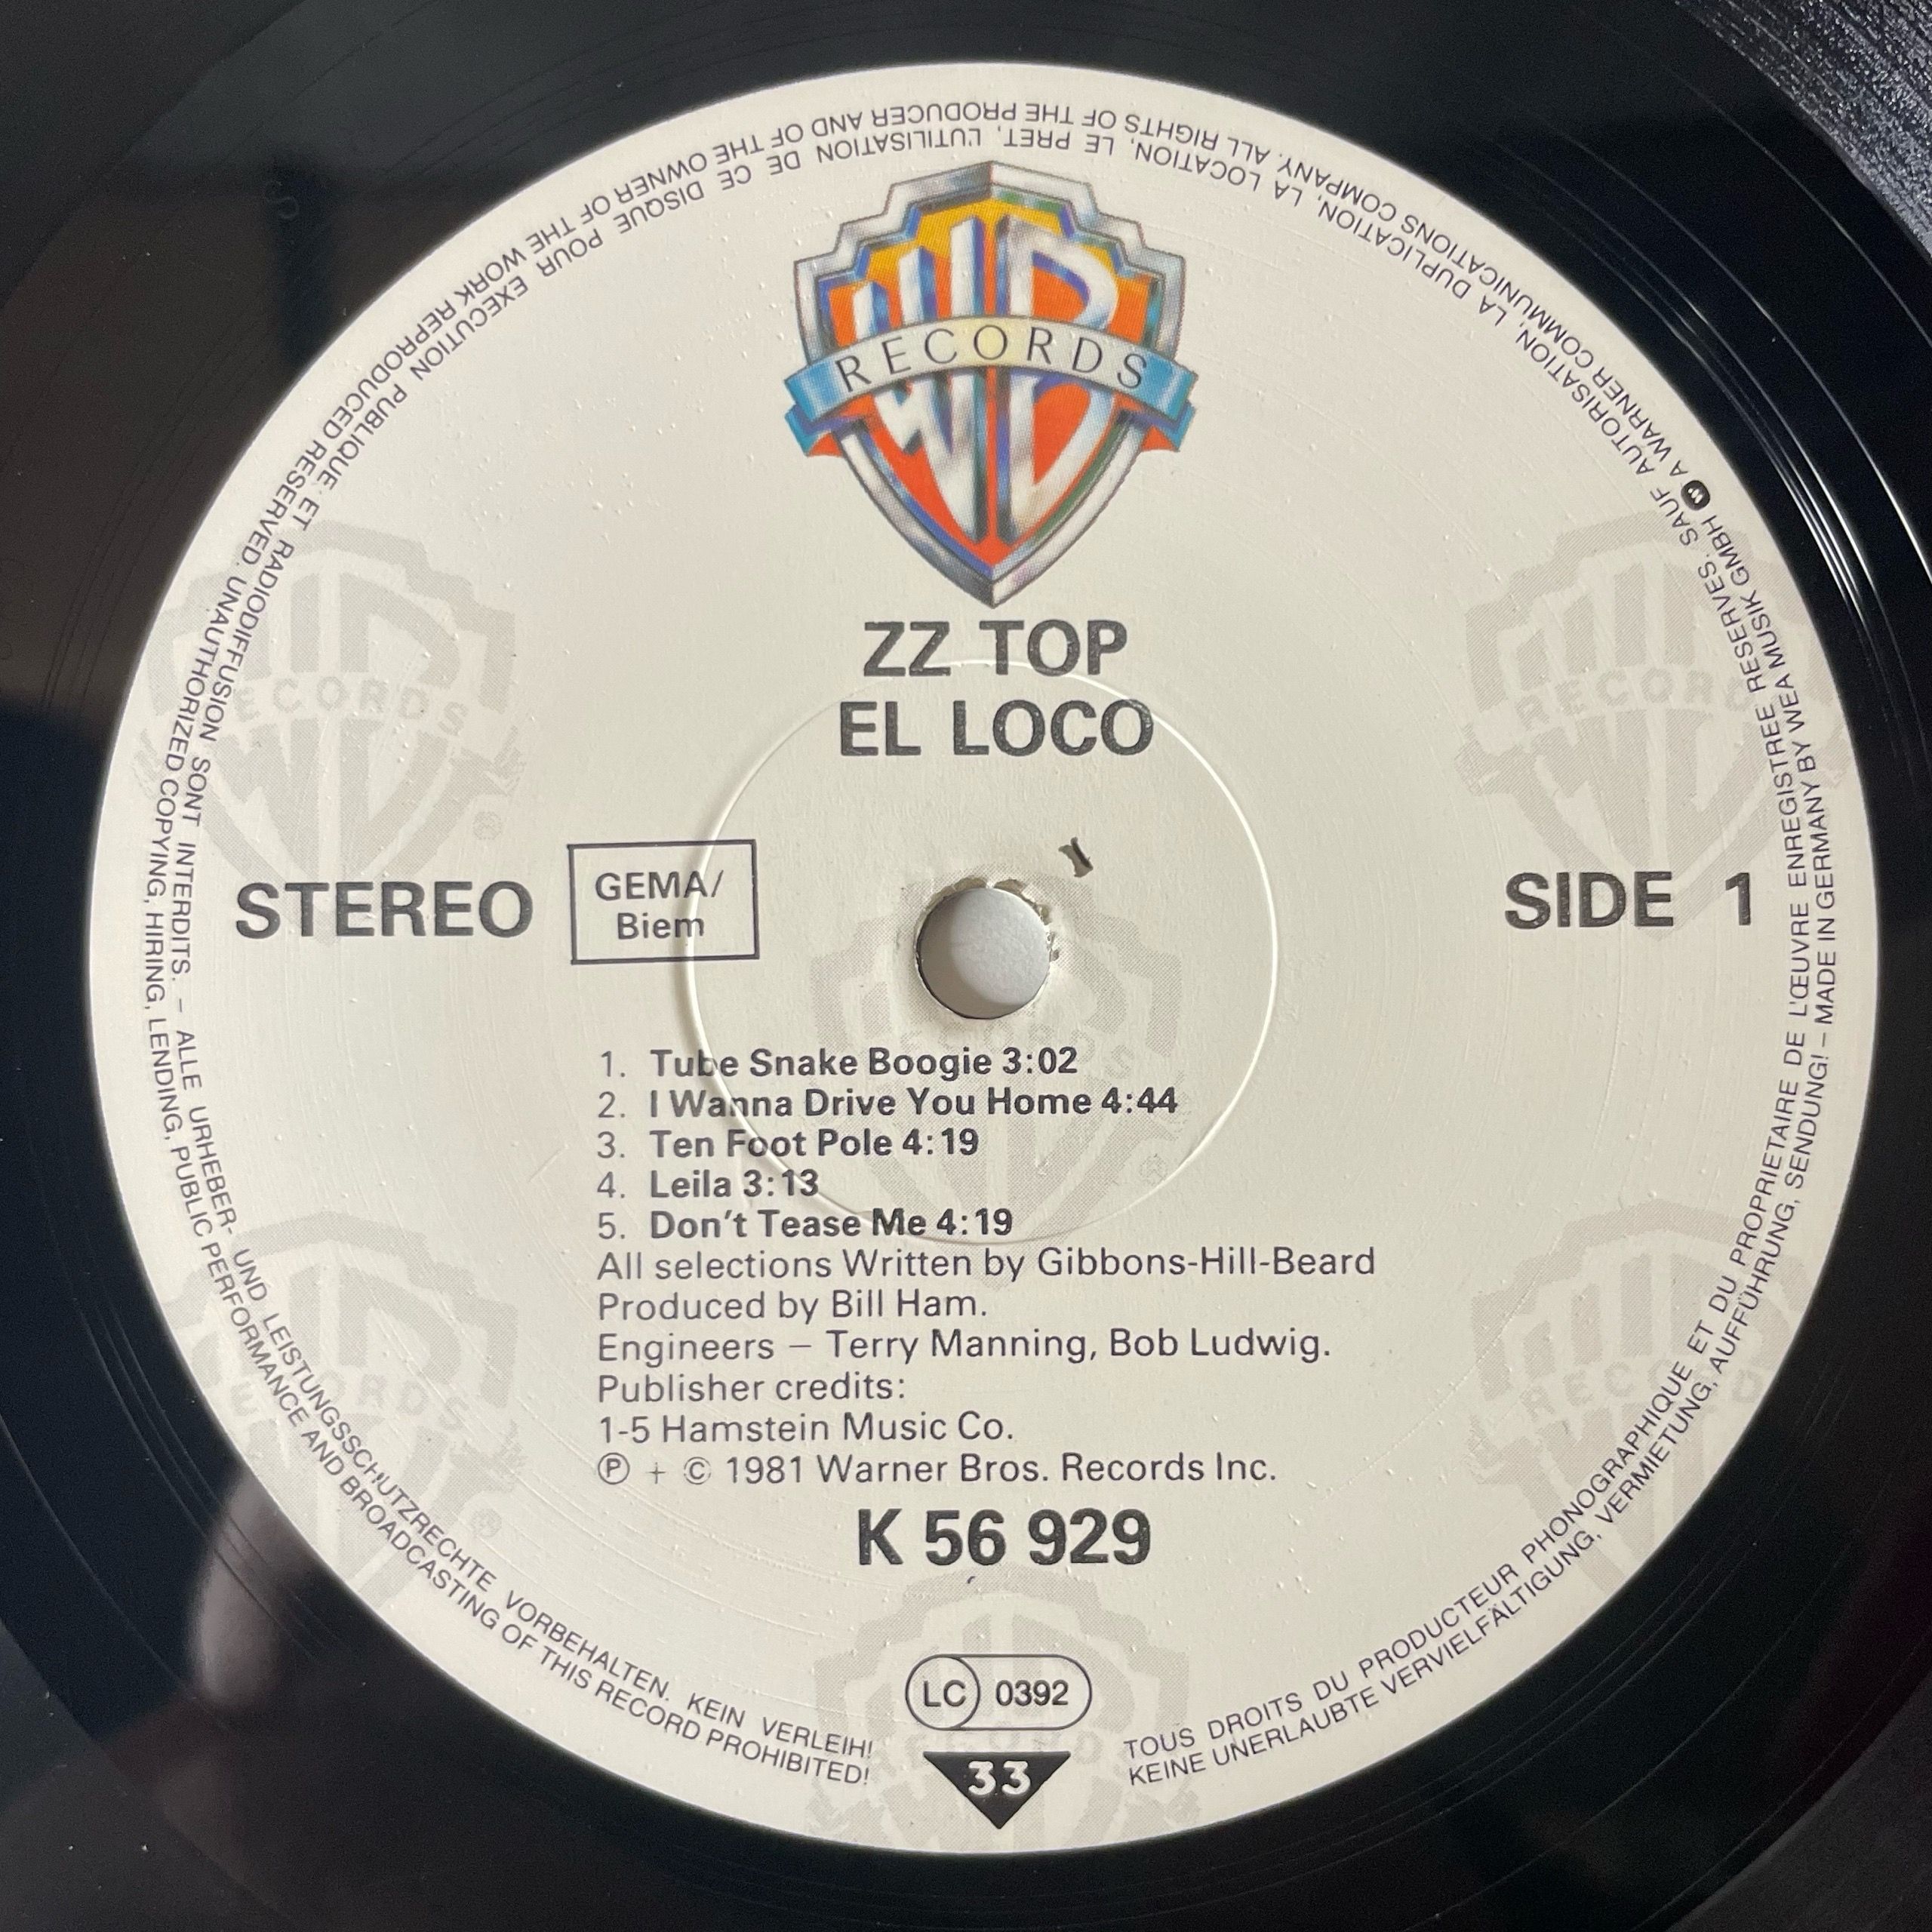 WB
RECORDS
ZZ TOP
EL LOCO
STEREO
GEMA/
Biem
SIDE 1
1. Tube Snake Boogie 3:02
2. I Wanna Drive You Home 4:44
3. Ten Foot Pole 4:19
4. Leila 3:13
5. Don't Tease Me 4:19
All selections Written by Gibbons-Hill-Beard
Produced by Bill Ham.
Engineers – Terry Manning, Bob Ludwig.
Publisher credits:
1-5 Hamstein Music Co.
℗ + © 1981 Warner Bros. Records Inc.
K 56 929
LC 0392
33
TOUS DROITS DU PRODUCTEUR PHONOGRAPHIQUE ET DU PROPRIETAIRE DE L'ŒUVRE ENREGISTREE RESERVES. SAUF AUTORISATION, LA DUPLICATION, LA LOCATION, LE PRET, L'UTILISATION DE CE DISQUE POUR EXECUTION PUBLIQUE ET RADIODIFFUSION SONT INTERDITS. – ALLE URHEBER- UND LEISTUNGSSCHUTZRECHTE VORBEHALTEN. KEIN VERLEIH!
KEINE UNERLAUBTE VERVIELFÄLTIGUNG, VERMIETUNG, AUFFÜHRUNG, SENDUNG! – MADE IN GERMANY BY WEA MUSIK GMBH A WARNER COMMUNICATIONS COMPANY. ALL RIGHTS OF THE PRODUCER AND OF THE OWNER OF THE WORK REPRODUCED RESERVED. UNAUTHORIZED COPYING, HIRING, LENDING, PUBLIC PERFORMANCE AND BROADCASTING OF THIS RECORD PROHIBITED!